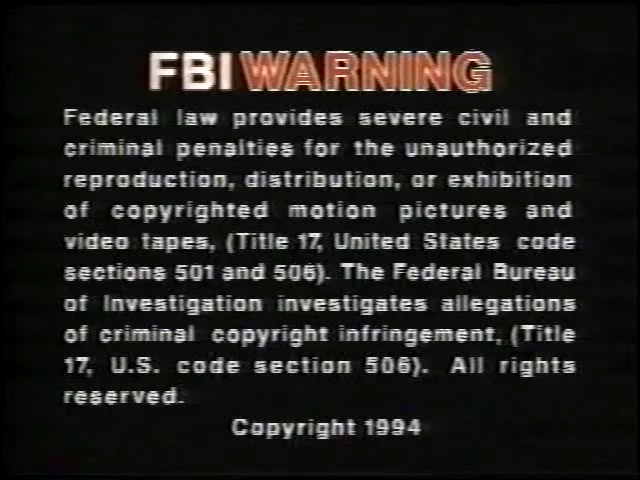 FBI WARNING
Federal law provides severe civil and
criminal penalties for the unauthorized
reproduction, distribution, or exhibition
of copyrighted motion pictures and
video tapes, (Title 17, United States code
sections 501 and 506). The Federal Bureau
of Investigation investigates allegations
of criminal copyright infringement, (Title
17, U.S. code section 506). All rights
reserved.
Copyright 1994